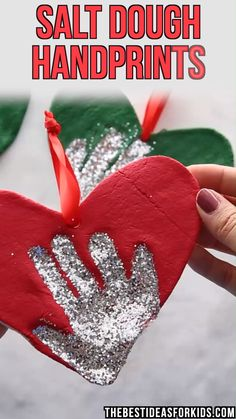 SALT DOUGH
HANDPRINTS
THEBESTIDEASFORKIDS.COM